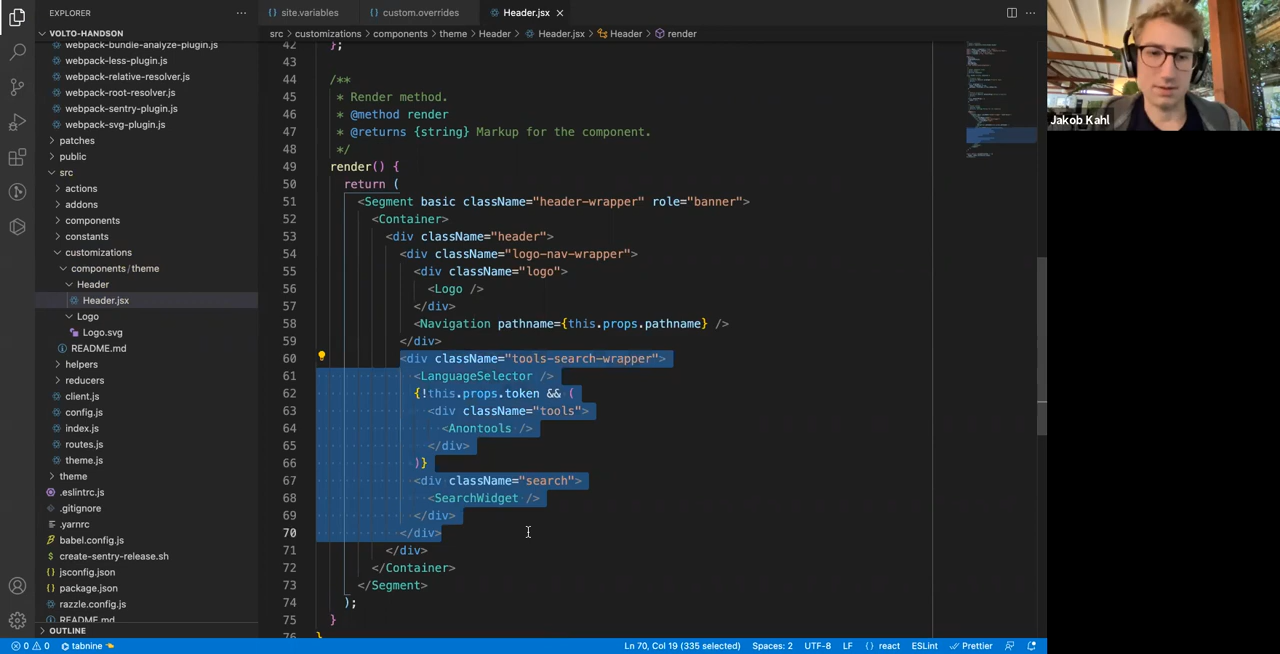 EXPLORER
VOLTO-HANDSON
webpack-bundle-analyze-plugin.js
webpack-less-plugin.js
webpack-relative-resolver.js
webpack-root-resolver.js
webpack-sentry-plugin.js
webpack-svg-plugin.js
patches
public
src
actions
addons
components
constants
customizations
components/theme
Header
Header.jsx
Logo
Logo.svg
README.md
helpers
reducers
client.js
config.js
index.js
routes.js
theme.js
theme
.eslintrc.js
.gitignore
.yarnrc
babel.config.js
create-sentry-release.sh
jsconfig.json
package.json
razzle.config.js
README.md
OUTLINE
site.variables
custom.overrides
Header.jsx
src > customizations > components > theme > Header > Header.jsx > Header > render
42 };
43
44 /**
45 * Render method.
46 * @method render
47 * @returns {string} Markup for the component.
48 */
49 render() {
50 return (
51 <Segment basic className="header-wrapper" role="banner">
52 <Container>
53 <div className="header">
54 <div className="logo-nav-wrapper">
55 <div className="logo">
56 <Logo />
57 </div>
58 <Navigation pathname={this.props.pathname} />
59 </div>
60 <div className="tools-search-wrapper">
61 <LanguageSelector />
62 {!this.props.token && (
63 <div className="tools">
64 <Anontools />
65 </div>
66 )}
67 <div className="search">
68 <SearchWidget />
69 </div>
70 </div>
71 </div>
72 </Container>
73 </Segment>
74 );
75 }
76 }
Jakob Kahl
0 0 tabnine Ln 70, Col 19 (335 selected) Spaces: 2 UTF-8 LF {} react ESLint Prettier